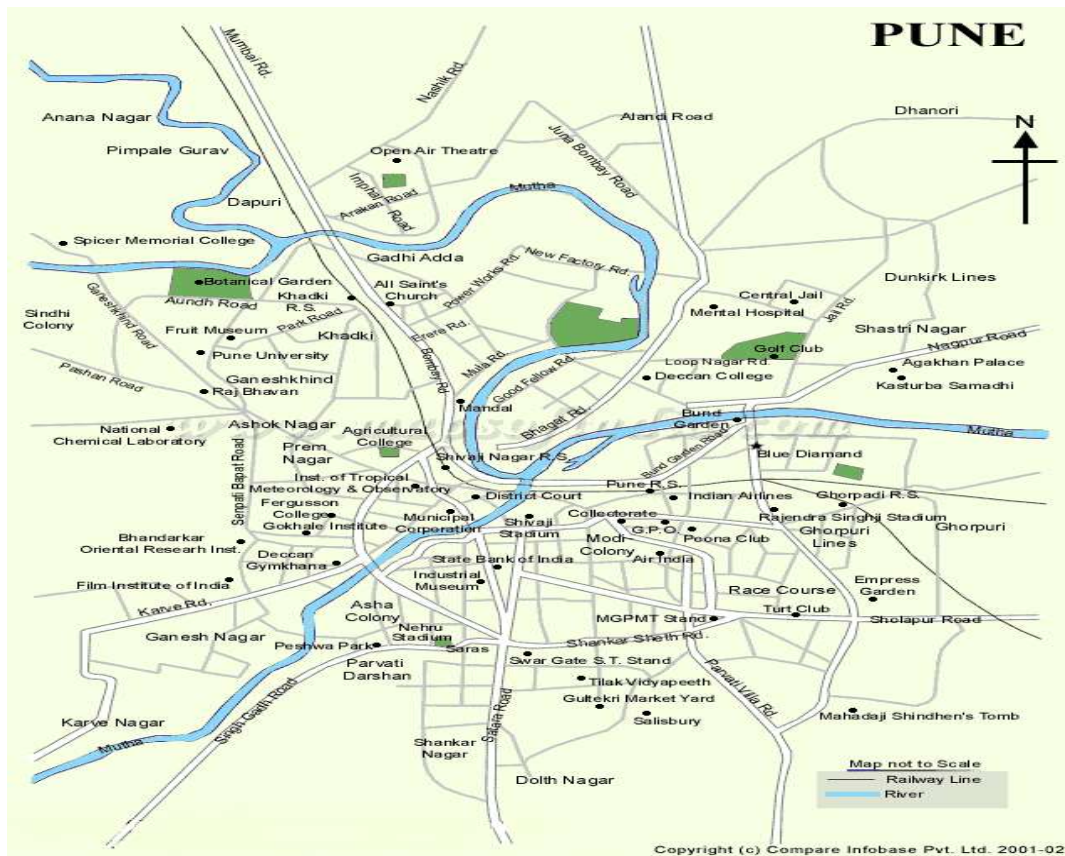 PUNE
Mumbai Rd.
Nashik Rd.
Anana Nagar
Pimpale Gurav
Open Air Theatre
Juna Bombay Road
Alandi Road
Dhanori
N
Imphal Road
Arakan Road
Mutha
Dapuri
Spicer Memorial College
Gadhi Adda
New Factory Rd.
Power Works Rd.
Botanical Garden
Aundh Road
Khadki
R.S.
All Saint's
Church
Dunkirk Lines
Central Jail
Mental Hospital
Jail Rd.
Sindhi
Colony
Ganeshkhind Road
Fruit Museum
Park Road
Khadki
Errere Rd.
Shastri Nagar
Nagpur Road
Pune University
Bombay Rd
Mula Rd.
Good Fellow Rd.
Golf Club
Loop Nagar Rd.
Deccan College
Agakhan Palace
Kasturba Samadhi
Pashan Road
Ganeshkhind
Raj Bhavan
Mandal
Bhagat Rd.
Bund
Garden
Mutha
National
Chemical Laboratory
Ashok Nagar
Agricultural
College
Prem
Nagar
Senpati Bapat Road
Shivaji Nagar R.S.
Bund Garden Road
Blue Diamand
Inst. of Tropical
Meteorology & Observatory
Pune R.S.
District Court
Indian Airlines
Ghorpadi R.S.
Fergusson
College
Gokhale Institute
Municipal
Corporation
Shivaji
Stadium
Collectorate
G.P.O.
Poona Club
Rajendra Singhji Stadium
Ghorpuri
Lines
Ghorpuri
Bhandarkar
Oriental Researh Inst.
Deccan
Gymkhana
Modi
Colony
Air India
State Bank of India
Industrial
Museum
Film Institute of India
Karve Rd.
Race Course
Empress
Garden
Asha
Colony
Turf Club
MGPMT Stand
Sholapur Road
Ganesh Nagar
Nehru
Stadium
Peshwa Park
Saras
Shankar Sheth Rd.
Parvati
Darshan
Swar Gate S.T. Stand
Tilak Vidyapeeth
Parvati Villa Rd
Gultekri Market Yard
Salisbury
Singh Gadh Road
Satara Road
Karve Nagar
Mahadaji Shindhen's Tomb
Mutha
Shankar
Nagar
Dolth Nagar
Map not to Scale
Railway Line
River
Copyright (c) Compare Infobase Pvt. Ltd. 2001-02